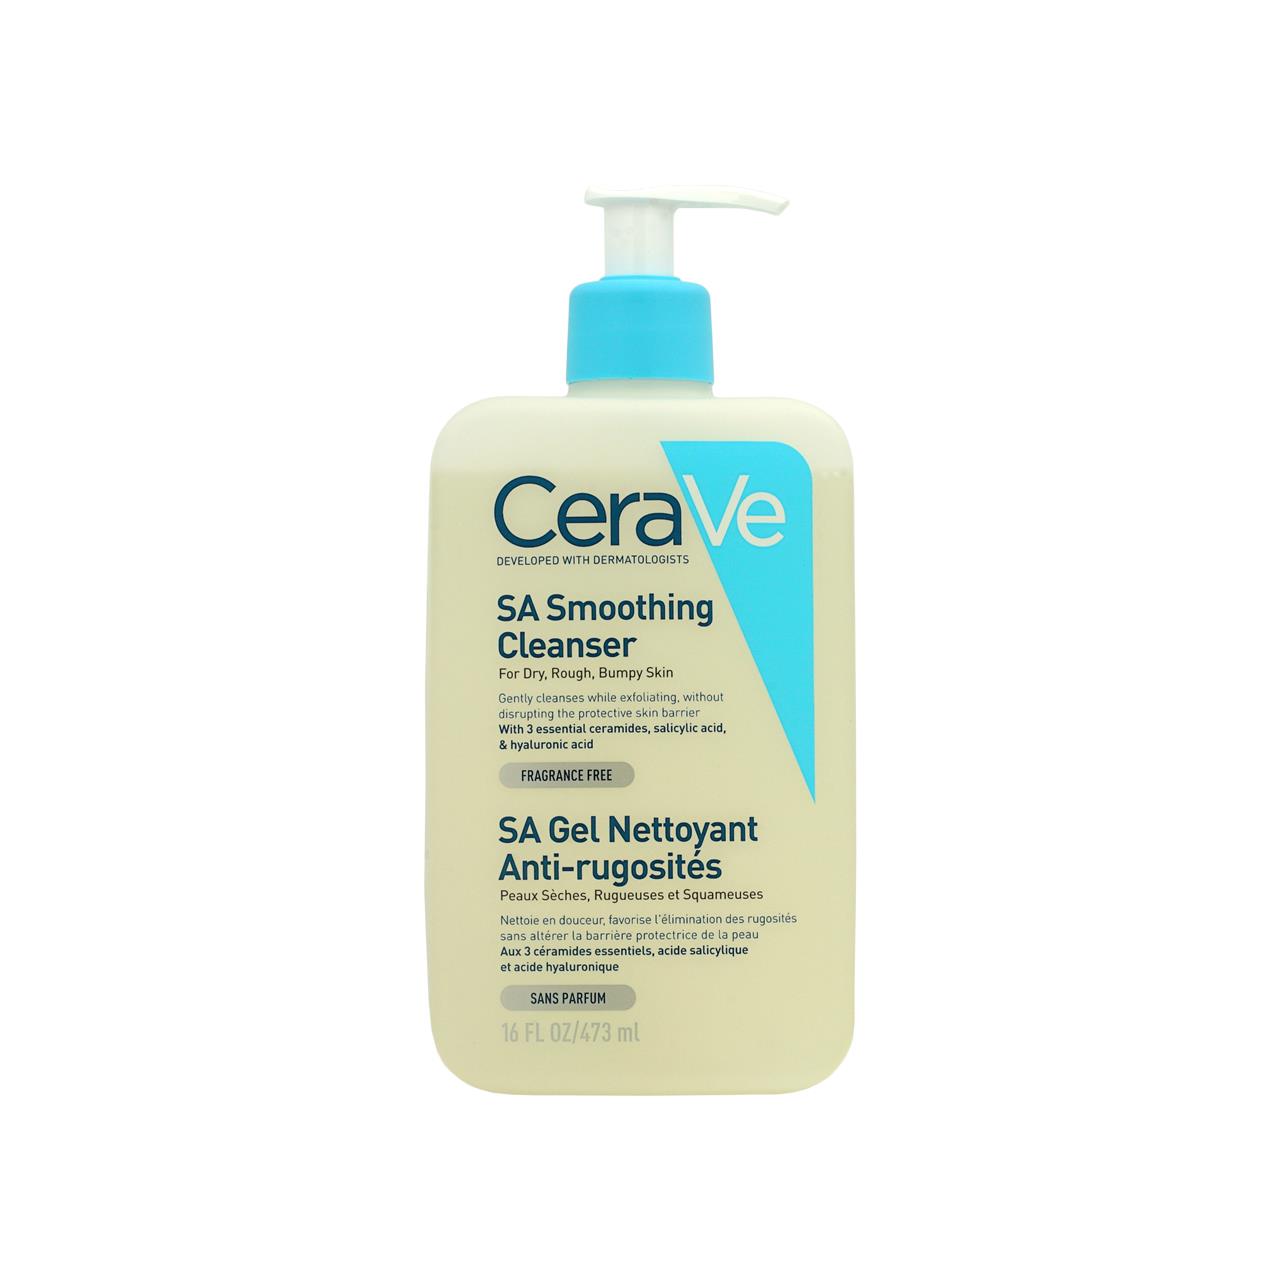 CeraVe
DEVELOPED WITH DERMATOLOGISTS
SA Smoothing
Cleanser
For Dry, Rough, Bumpy Skin
Gently cleanses while exfoliating, without
disrupting the protective skin barrier
With 3 essential ceramides, salicylic acid,
& hyaluronic acid
FRAGRANCE FREE
SA Gel Nettoyant
Anti-rugosités
Peaux Sèches, Rugueuses et Squameuses
Nettoie en douceur, favorise l'élimination des rugosités
sans altérer la barrière protectrice de la peau
Aux 3 céramides essentiels, acide salicylique
et acide hyaluronique
SANS PARFUM
16 FL OZ/473 ml